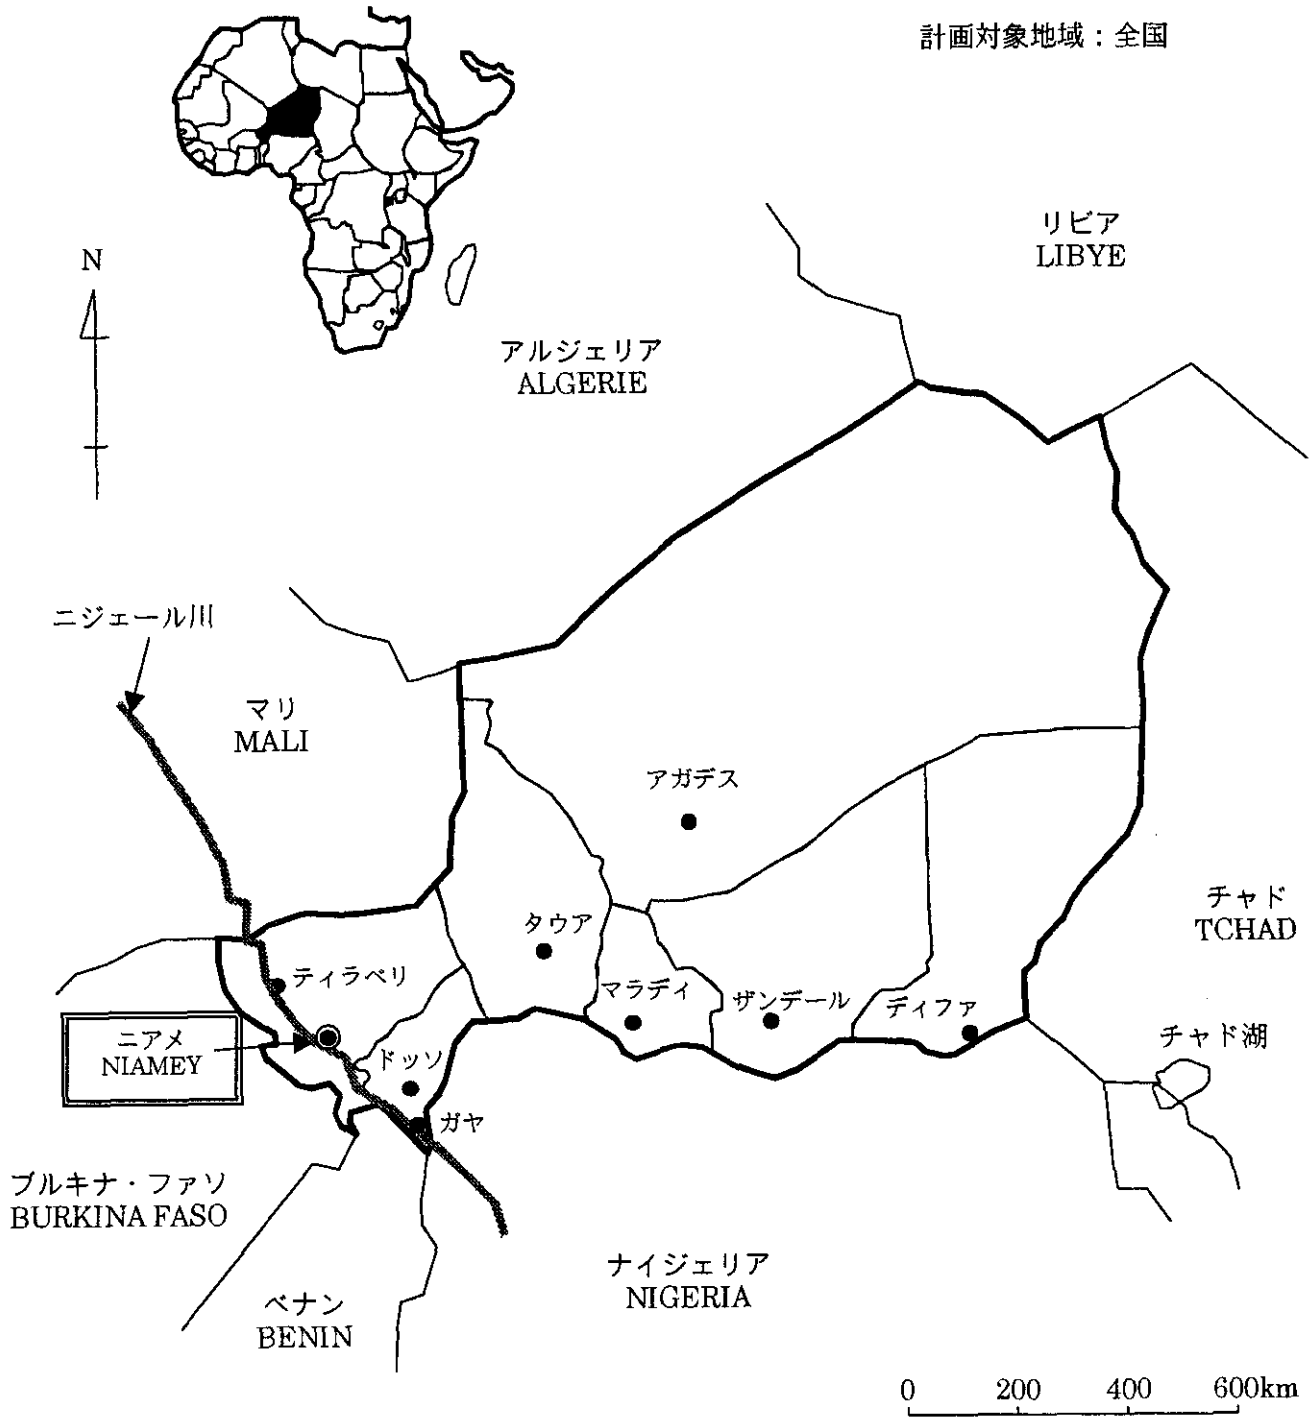 計画対象地域：全国
N
リビア
LIBYE
アルジェリア
ALGERIE
ニジェール川
マリ
MALI
アガデス
チャド
TCHAD
タウア
ティラベリ
マラディ
ザンデール
ディファ
ニアメ
NIAMEY
チャド湖
ドッソ
ガヤ
ブルキナ・ファソ
BURKINA FASO
ナイジェリア
NIGERIA
ベナン
BENIN
0 200 400 600km